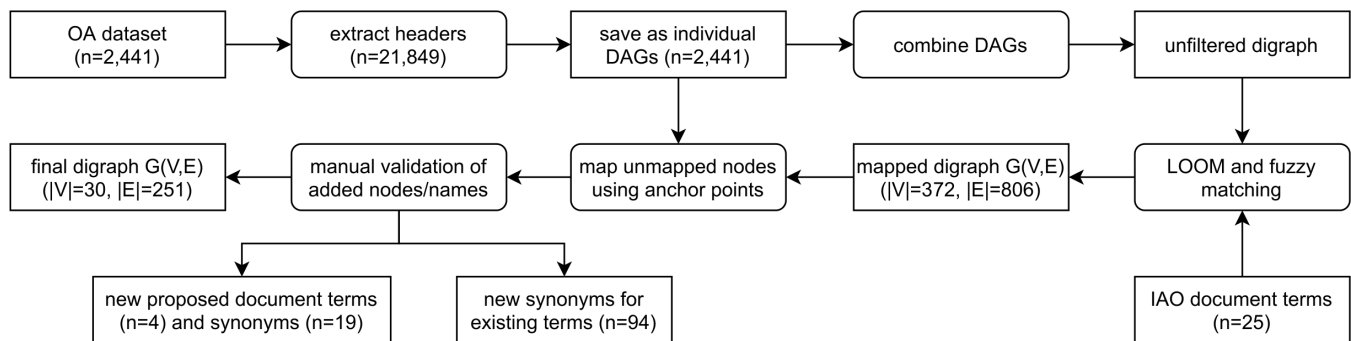 OA dataset
(n=2,441)
extract headers
(n=21,849)
save as individual
DAGs (n=2,441)
combine DAGs
unfiltered digraph
final digraph G(V,E)
(|V|=30, |E|=251)
manual validation of
added nodes/names
map unmapped nodes
using anchor points
mapped digraph G(V,E)
(|V|=372, |E|=806)
LOOM and fuzzy
matching
new proposed document terms
(n=4) and synonyms (n=19)
new synonyms for
existing terms (n=94)
IAO document terms
(n=25)